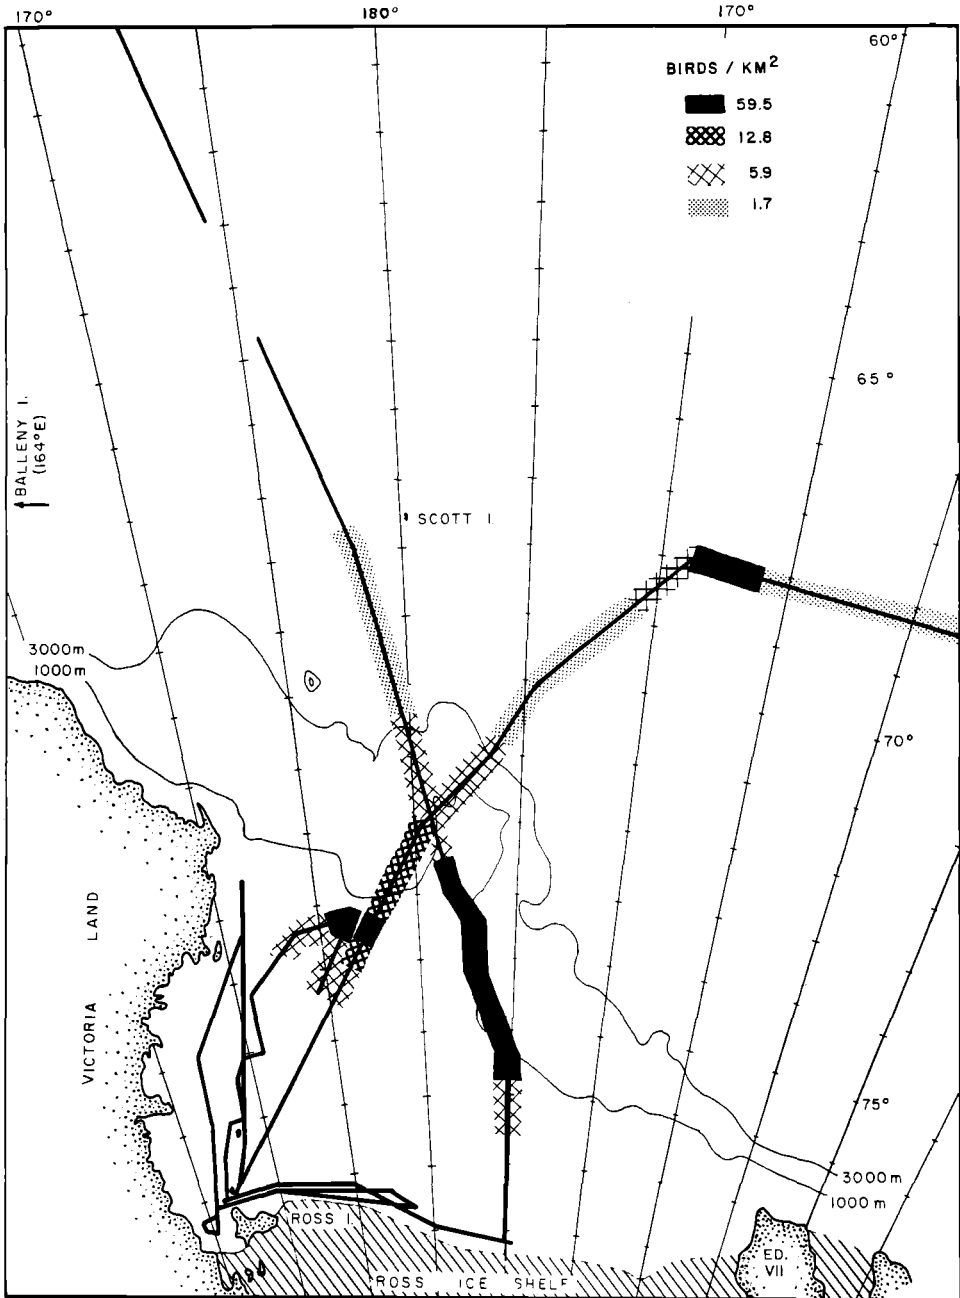 170°
180°
170°
60°
BIRDS / KM²
59.5
12.8
5.9
1.7
65°
BALLENY I.
(164°E)
SCOTT I.
3000m
1000m
70°
VICTORIA LAND
75°
3000m
1000m
ROSS I.
ED.
VII
ROSS ICE SHELF